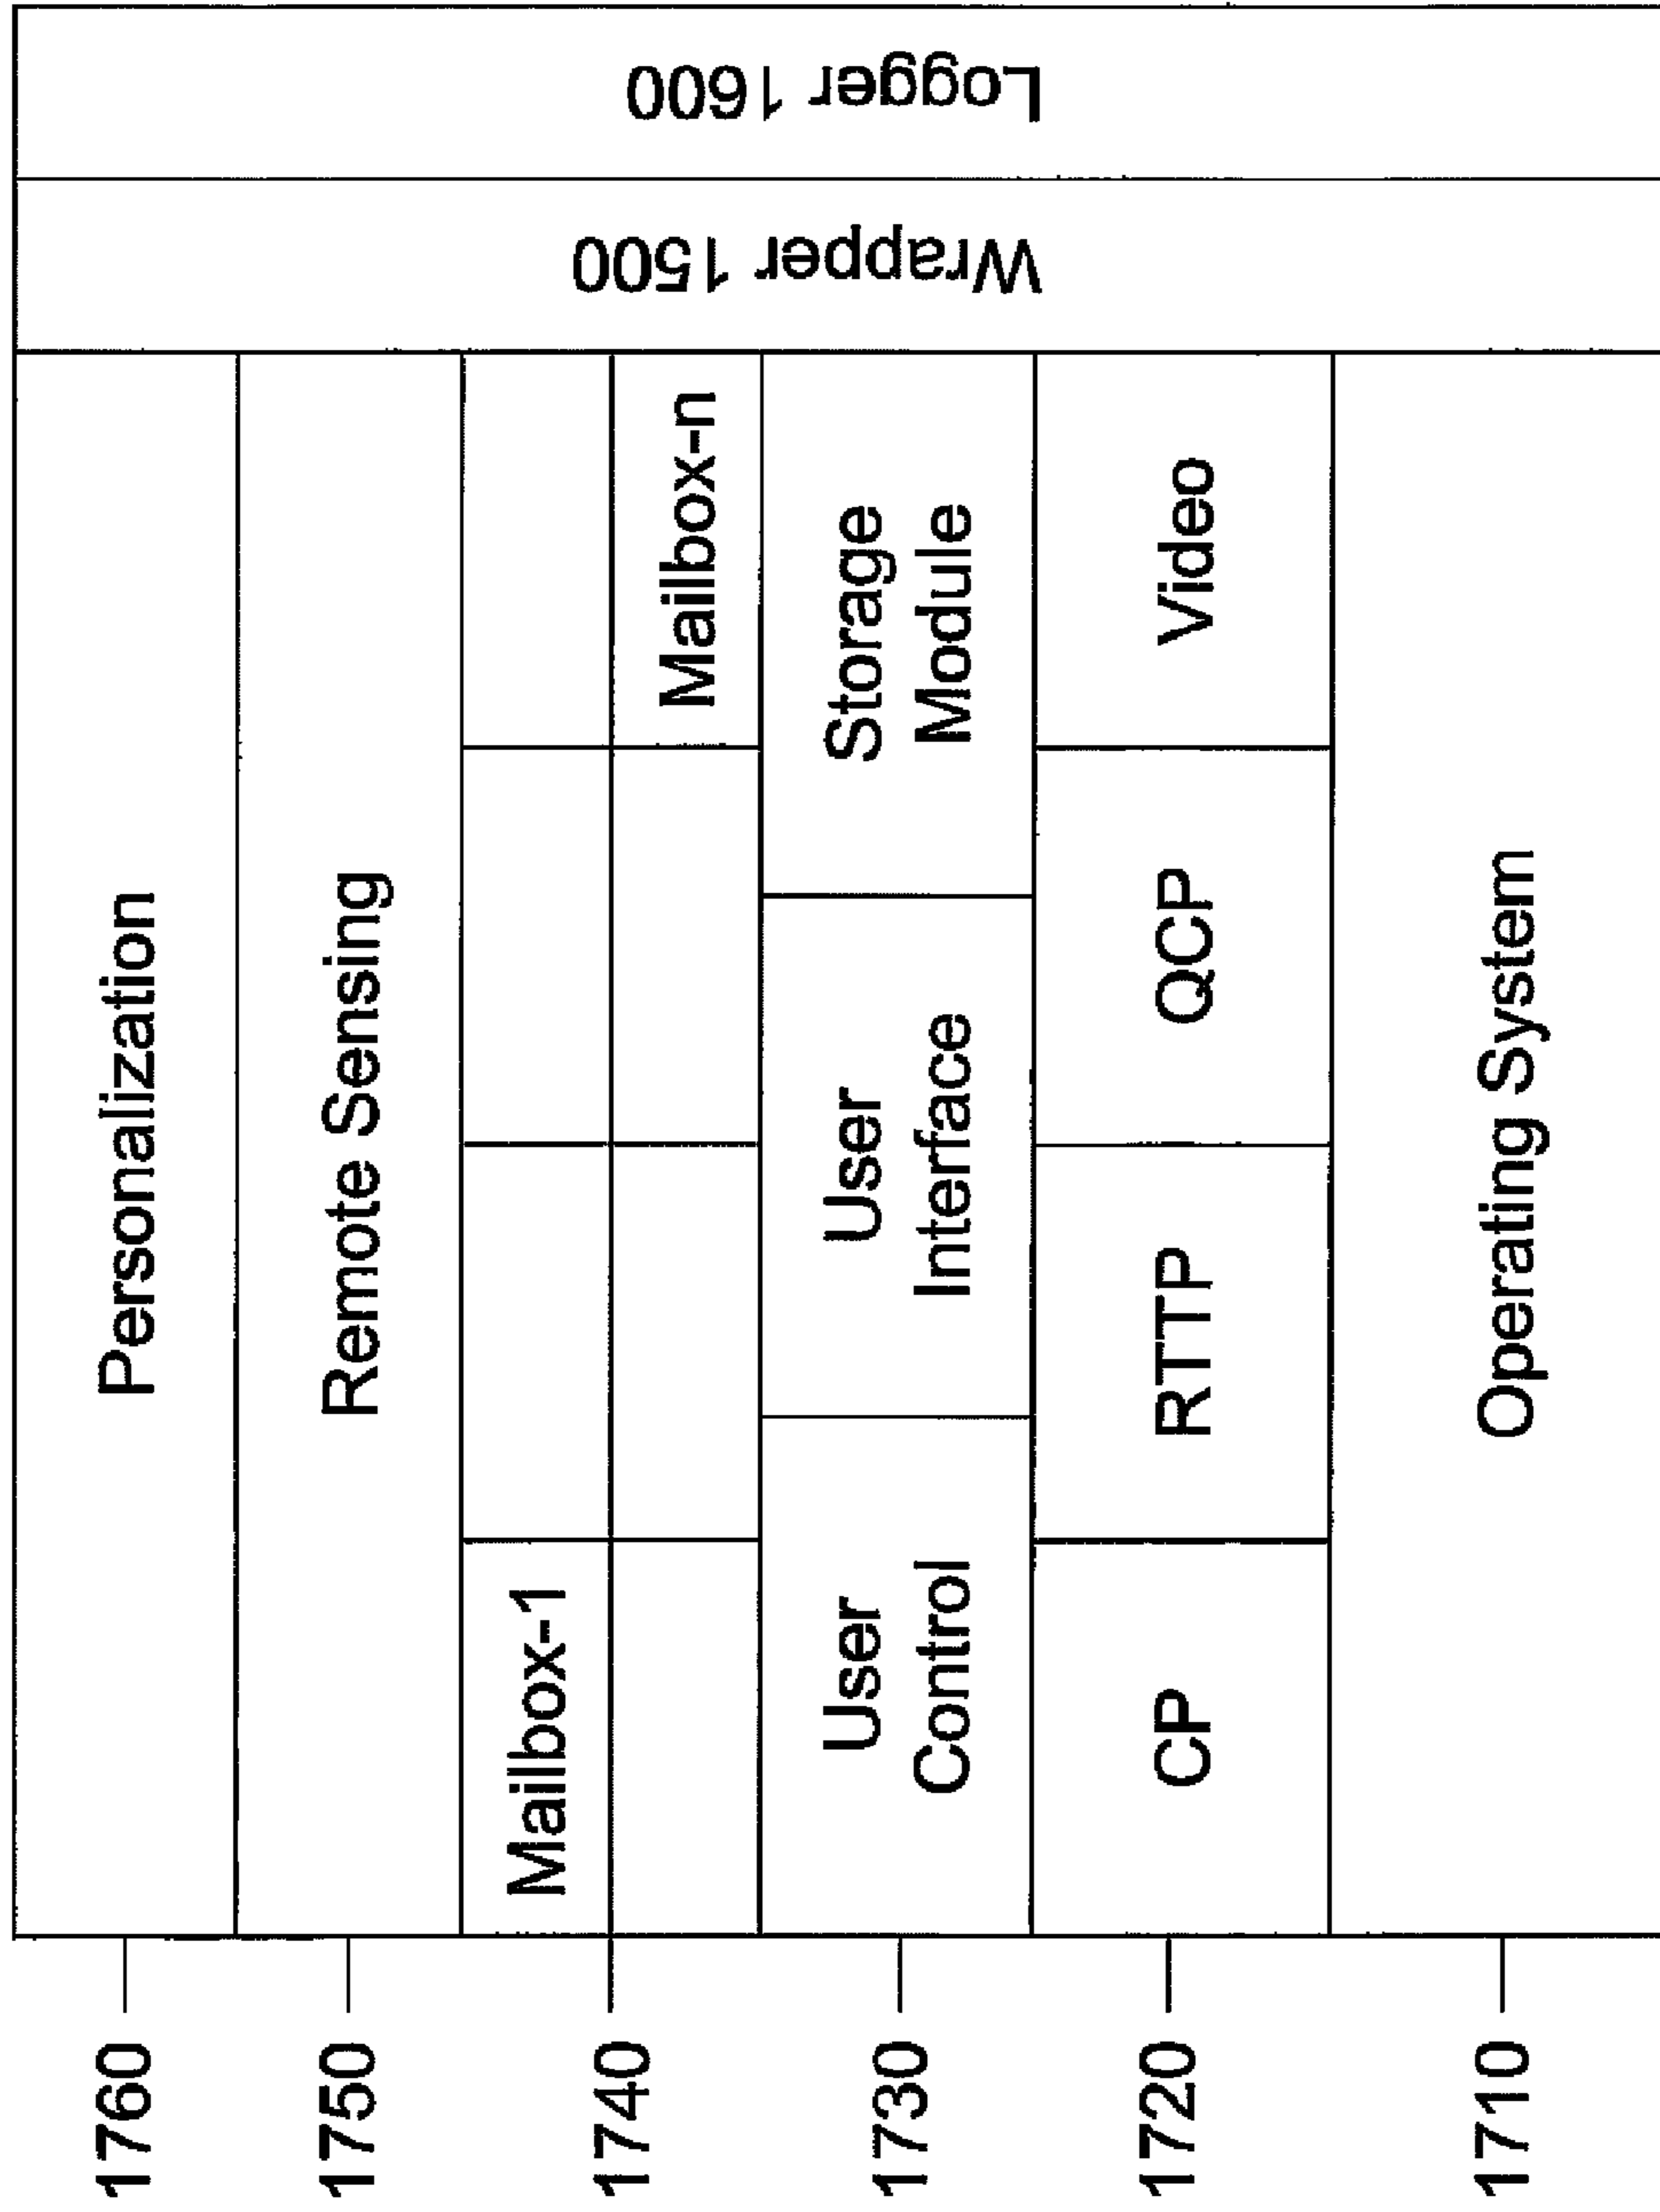 1760
Personalization
1750
Remote Sensing
1740
Mailbox-1
Mailbox-n
1730
User
Control
User
Interface
Storage
Module
1720
CP
RTTP
QCP
Video
1710
Operating System
Wrapper 1500
Logger 1600